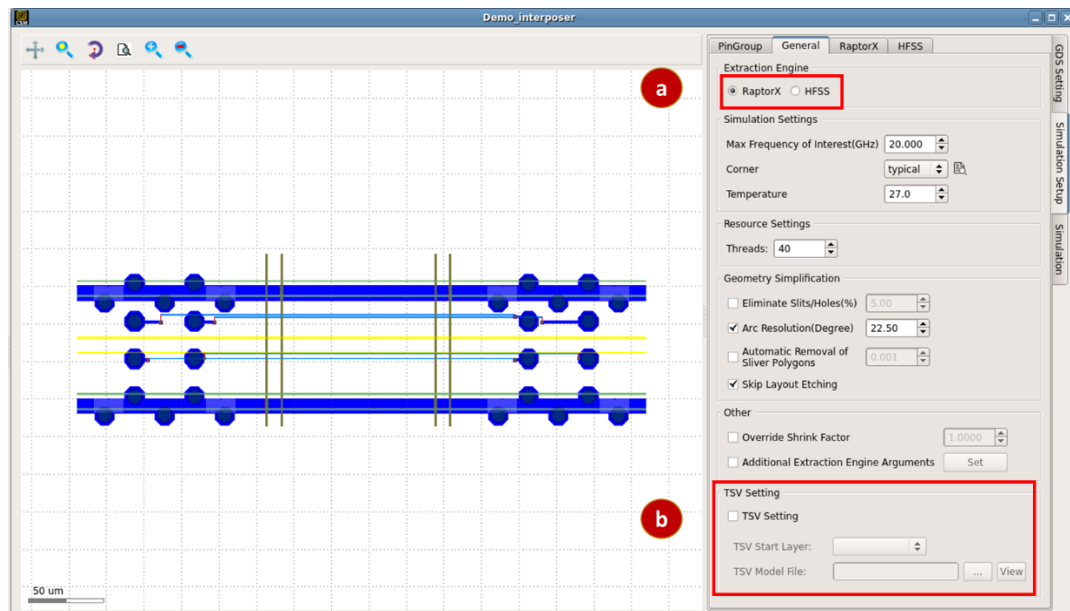 Demo_interposer
a
b
50 um
PinGroup General RaptorX HFSS
Extraction Engine
RaptorX HFSS
Simulation Settings
Max Frequency of Interest(GHz) 20.000
Corner typical
Temperature 27.0
Resource Settings
Threads: 40
Geometry Simplification
Eliminate Slits/Holes(%) 5.00
Arc Resolution(Degree) 22.50
Automatic Removal of
Sliver Polygons 0.001
Skip Layout Etching
Other
Override Shrink Factor 1.0000
Additional Extraction Engine Arguments Set
TSV Setting
TSV Setting
TSV Start Layer:
TSV Model File: ... View
GDS Setting
Simulation Setup
Simulation